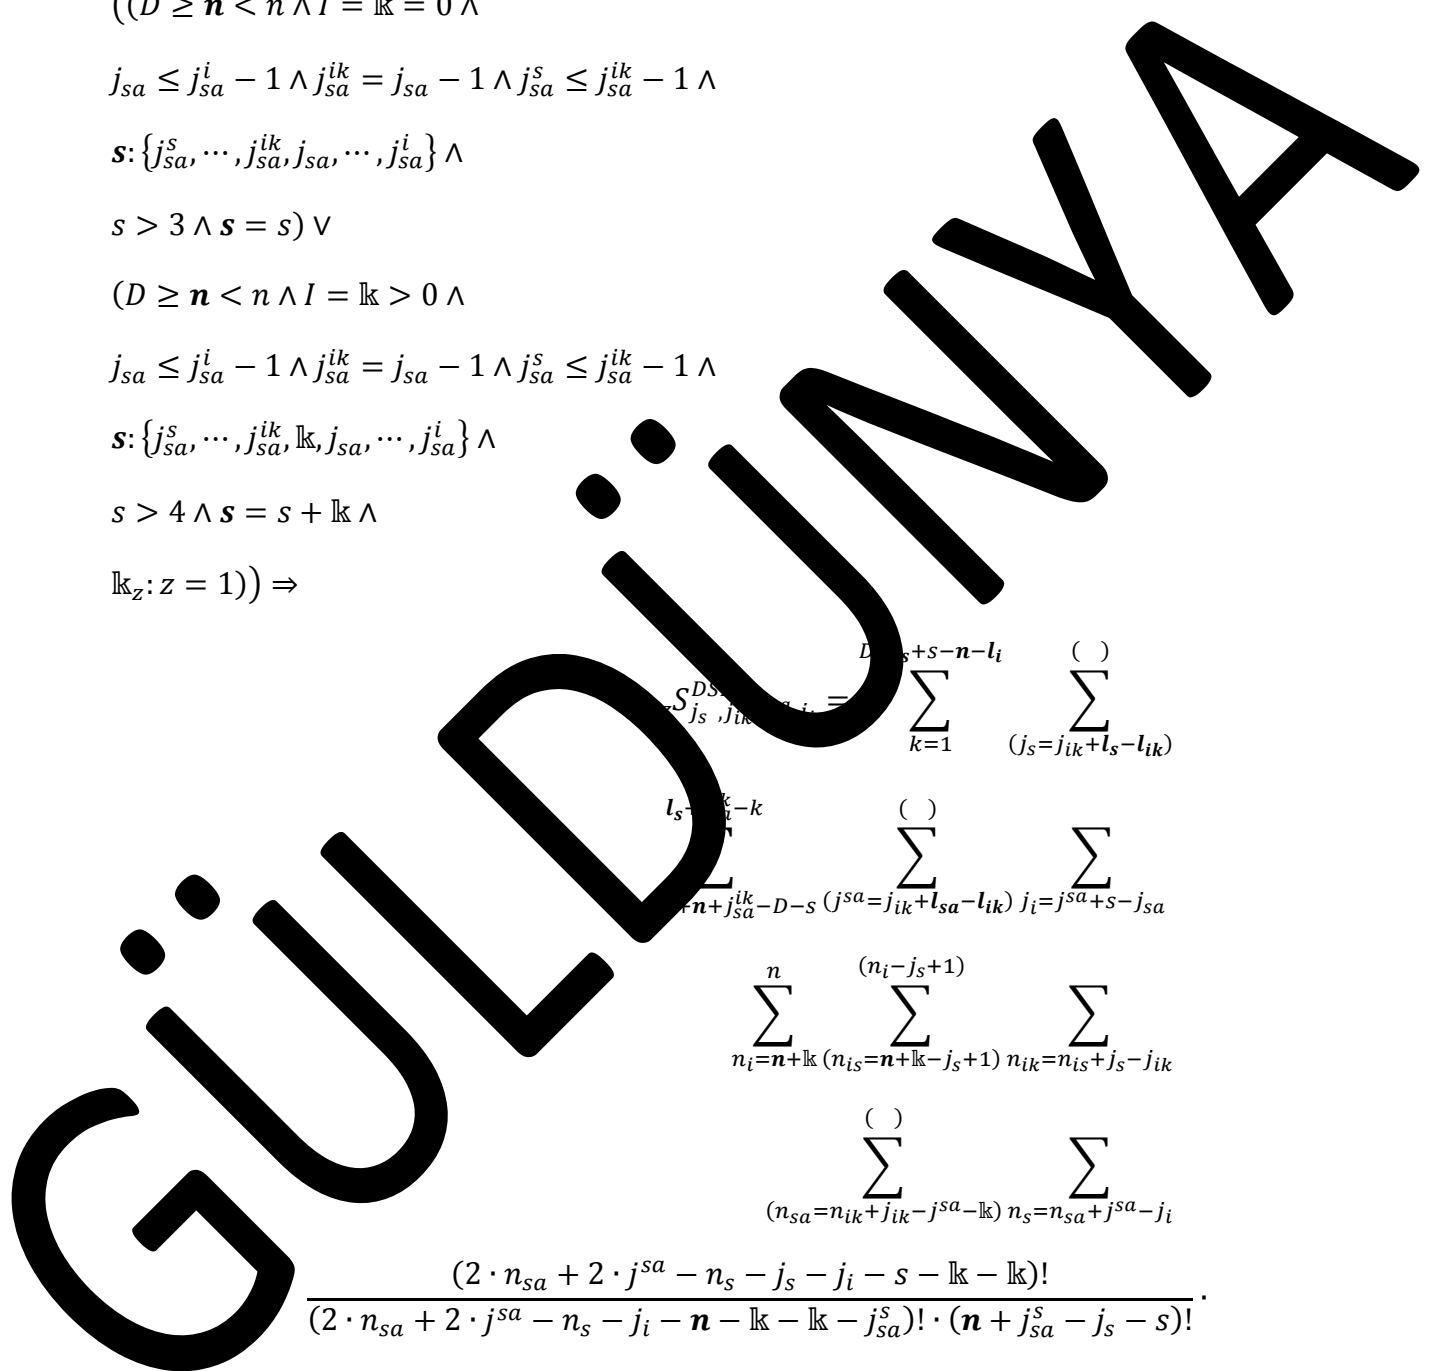 ((D ≥ 𝒏 < n ∧ I = 𝕜 = 0 ∧
j_{sa} ≤ j_{sa}^{i} − 1 ∧ j_{sa}^{ik} = j_{sa} − 1 ∧ j_{sa}^{s} ≤ j_{sa}^{ik} − 1 ∧
𝒔: {j_{sa}^{s}, ⋯ , j_{sa}^{ik}, j_{sa}, ⋯ , j_{sa}^{i}} ∧
s > 3 ∧ 𝒔 = s) ∨
(D ≥ 𝒏 < n ∧ I = 𝕜 > 0 ∧
j_{sa} ≤ j_{sa}^{i} − 1 ∧ j_{sa}^{ik} = j_{sa} − 1 ∧ j_{sa}^{s} ≤ j_{sa}^{ik} − 1 ∧
𝒔: {j_{sa}^{s}, ⋯ , j_{sa}^{ik}, 𝕜, j_{sa}, ⋯ , j_{sa}^{i}} ∧
s > 4 ∧ 𝒔 = s + 𝕜 ∧
𝕜_z: z = 1)) ⇒
+s−𝒏−𝒍_𝒊 ( )
S = ∑ ∑
k=1 (j_s=j_{ik}+𝒍_𝒔−𝒍_{𝒊𝒌})
𝒍_𝒔 −k ( )
∑ ∑ ∑
+𝒏+j_{sa}^{ik}−D−s (j^{sa}=j_{ik}+𝒍_{𝒔𝒂}−𝒍_{𝒊𝒌}) j_i=j^{sa}+s−j_{sa}
n (n_i−j_s+1)
∑ ∑ ∑
n_i=𝒏+𝕜 (n_{is}=𝒏+𝕜−j_s+1) n_{ik}=n_{is}+j_s−j_{ik}
( )
∑ ∑
(n_{sa}=n_{ik}+j_{ik}−j^{sa}−𝕜) n_s=n_{sa}+j^{sa}−j_i
(2 · n_{sa} + 2 · j^{sa} − n_s − j_s − j_i − s − 𝕜 − 𝕜)!
(2 · n_{sa} + 2 · j^{sa} − n_s − j_i − 𝒏 − 𝕜 − 𝕜 − j_{sa}^{s})! · (𝒏 + j_{sa}^{s} − j_s − s)! ·
GÜLDÜNYA